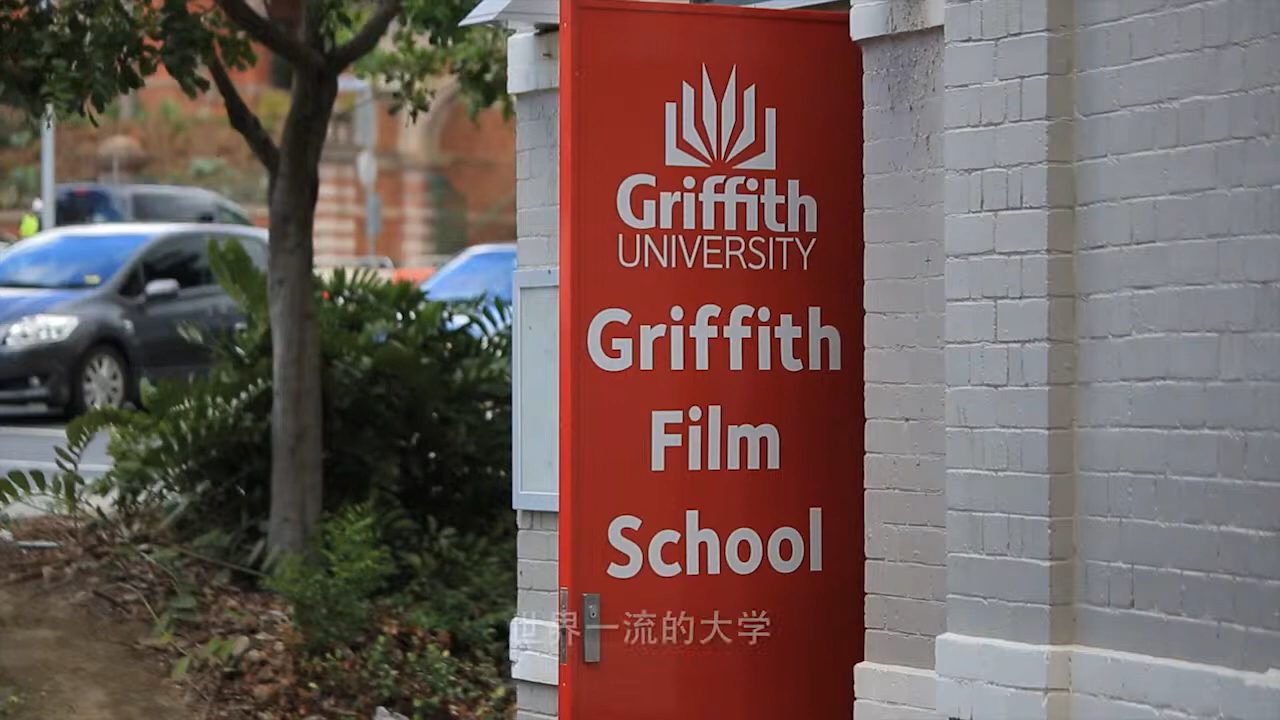 Griffith
UNIVERSITY
Griffith
Film
School
世界一流的大学